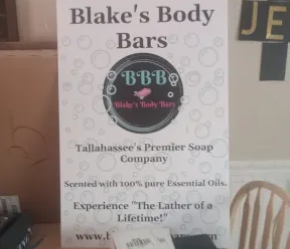 JE
Blake's Body
Bars
BBB
Blake's Body Bars
Tallahassee's Premier Soap
Company
Scented with 100% pure Essential Oils.
Experience "The Lather of a
Lifetime!"